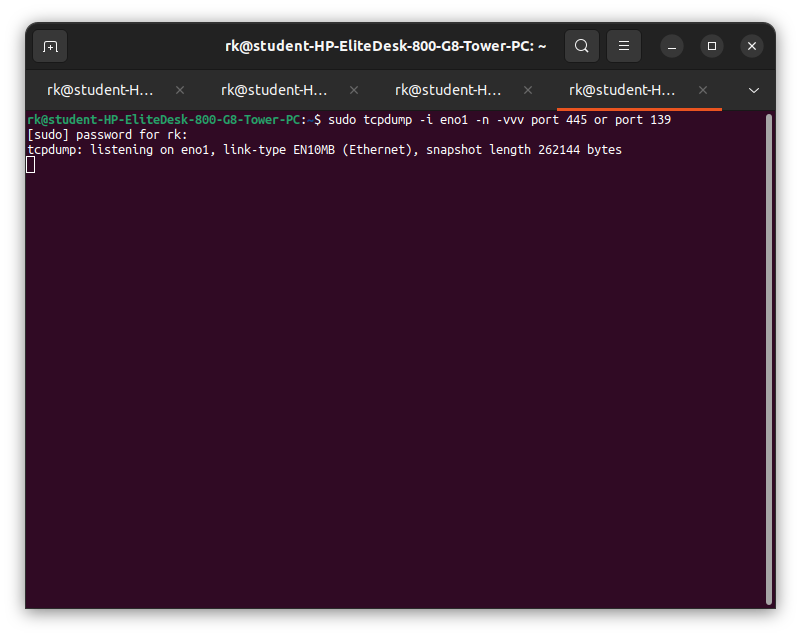 rk@student-HP-EliteDesk-800-G8-Tower-PC: ~
rk@student-H... rk@student-H... rk@student-H... rk@student-H...
rk@student-HP-EliteDesk-800-G8-Tower-PC:~$ sudo tcpdump -i eno1 -n -vvv port 445 or port 139
[sudo] password for rk:
tcpdump: listening on eno1, link-type EN10MB (Ethernet), snapshot length 262144 bytes